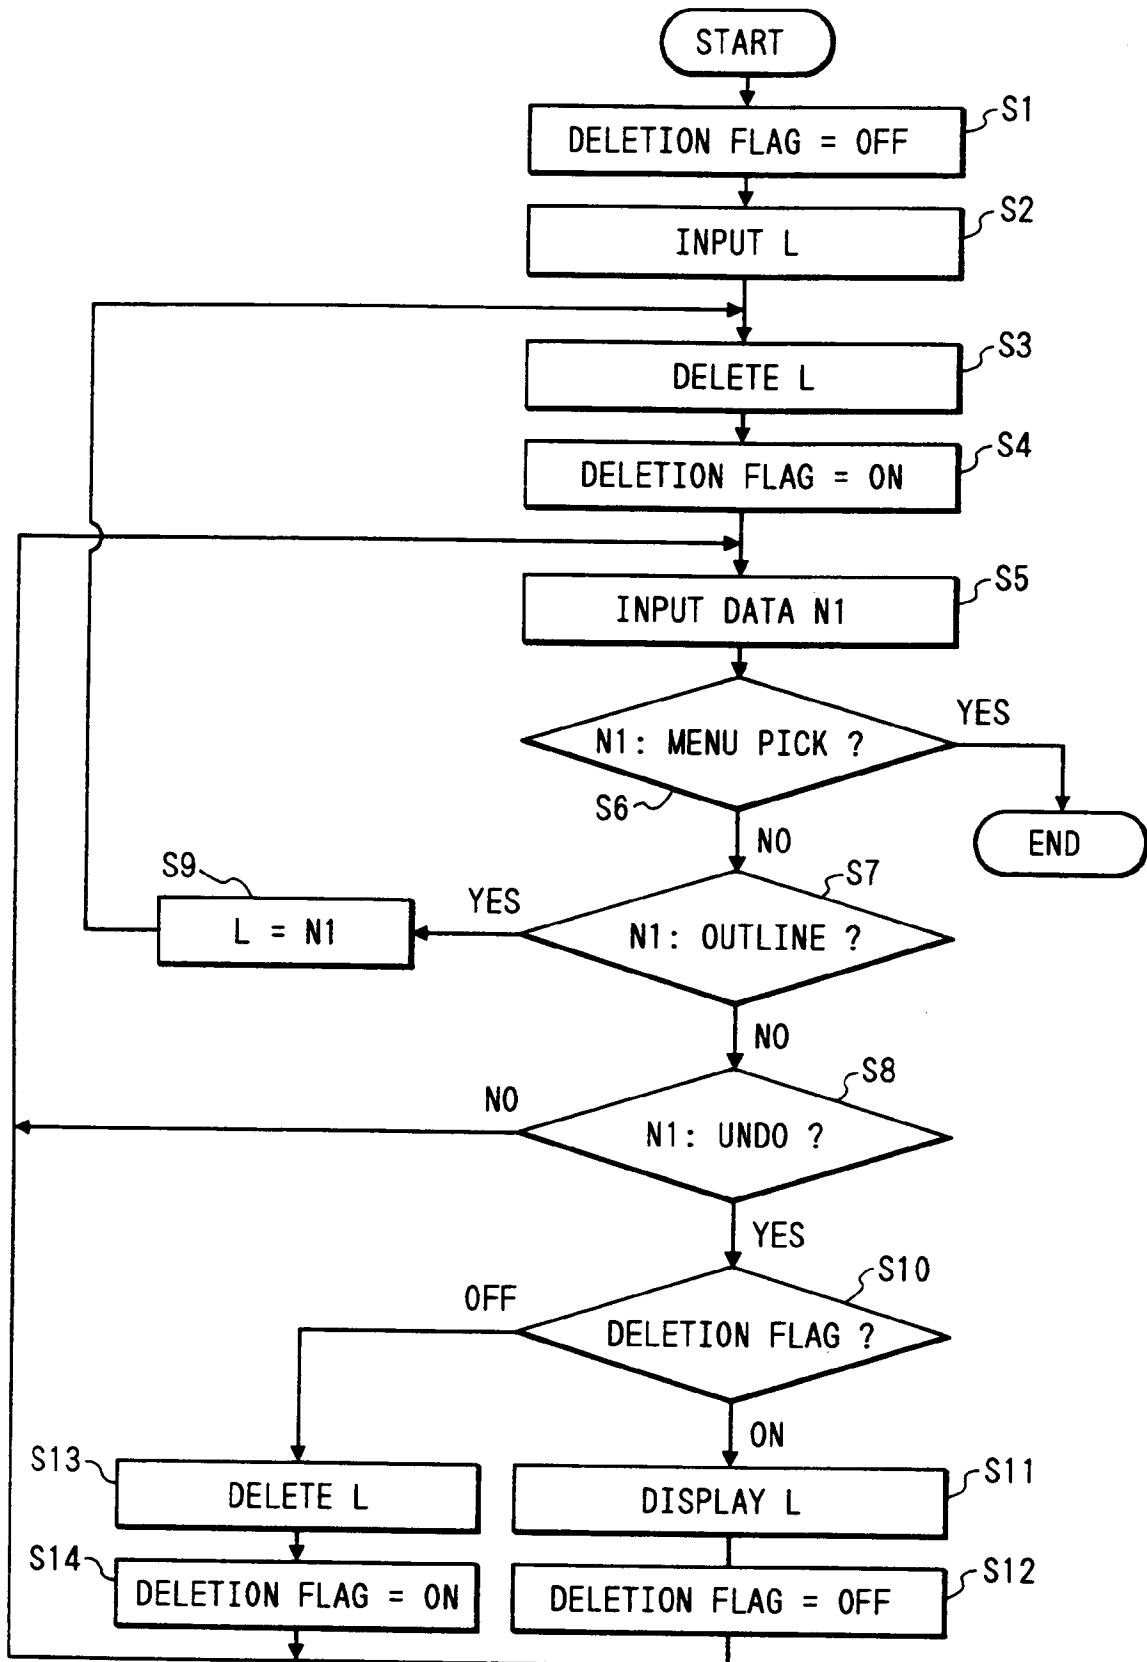 START
S1
DELETION FLAG = OFF
S2
INPUT L
S3
DELETE L
S4
DELETION FLAG = ON
S5
INPUT DATA N1
YES
N1: MENU PICK ?
S6
NO
END
S9
S7
YES
L = N1
N1: OUTLINE ?
NO
S8
NO
N1: UNDO ?
YES
S10
OFF
DELETION FLAG ?
ON
S13
S11
DELETE L
DISPLAY L
S14
S12
DELETION FLAG = ON
DELETION FLAG = OFF